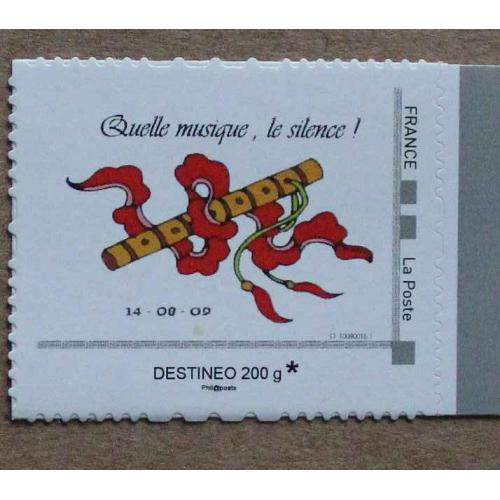 Quelle musique, le silence !
14-08-09
FRANCE
La Poste
DESTINEO 200 g*
Phil@poste